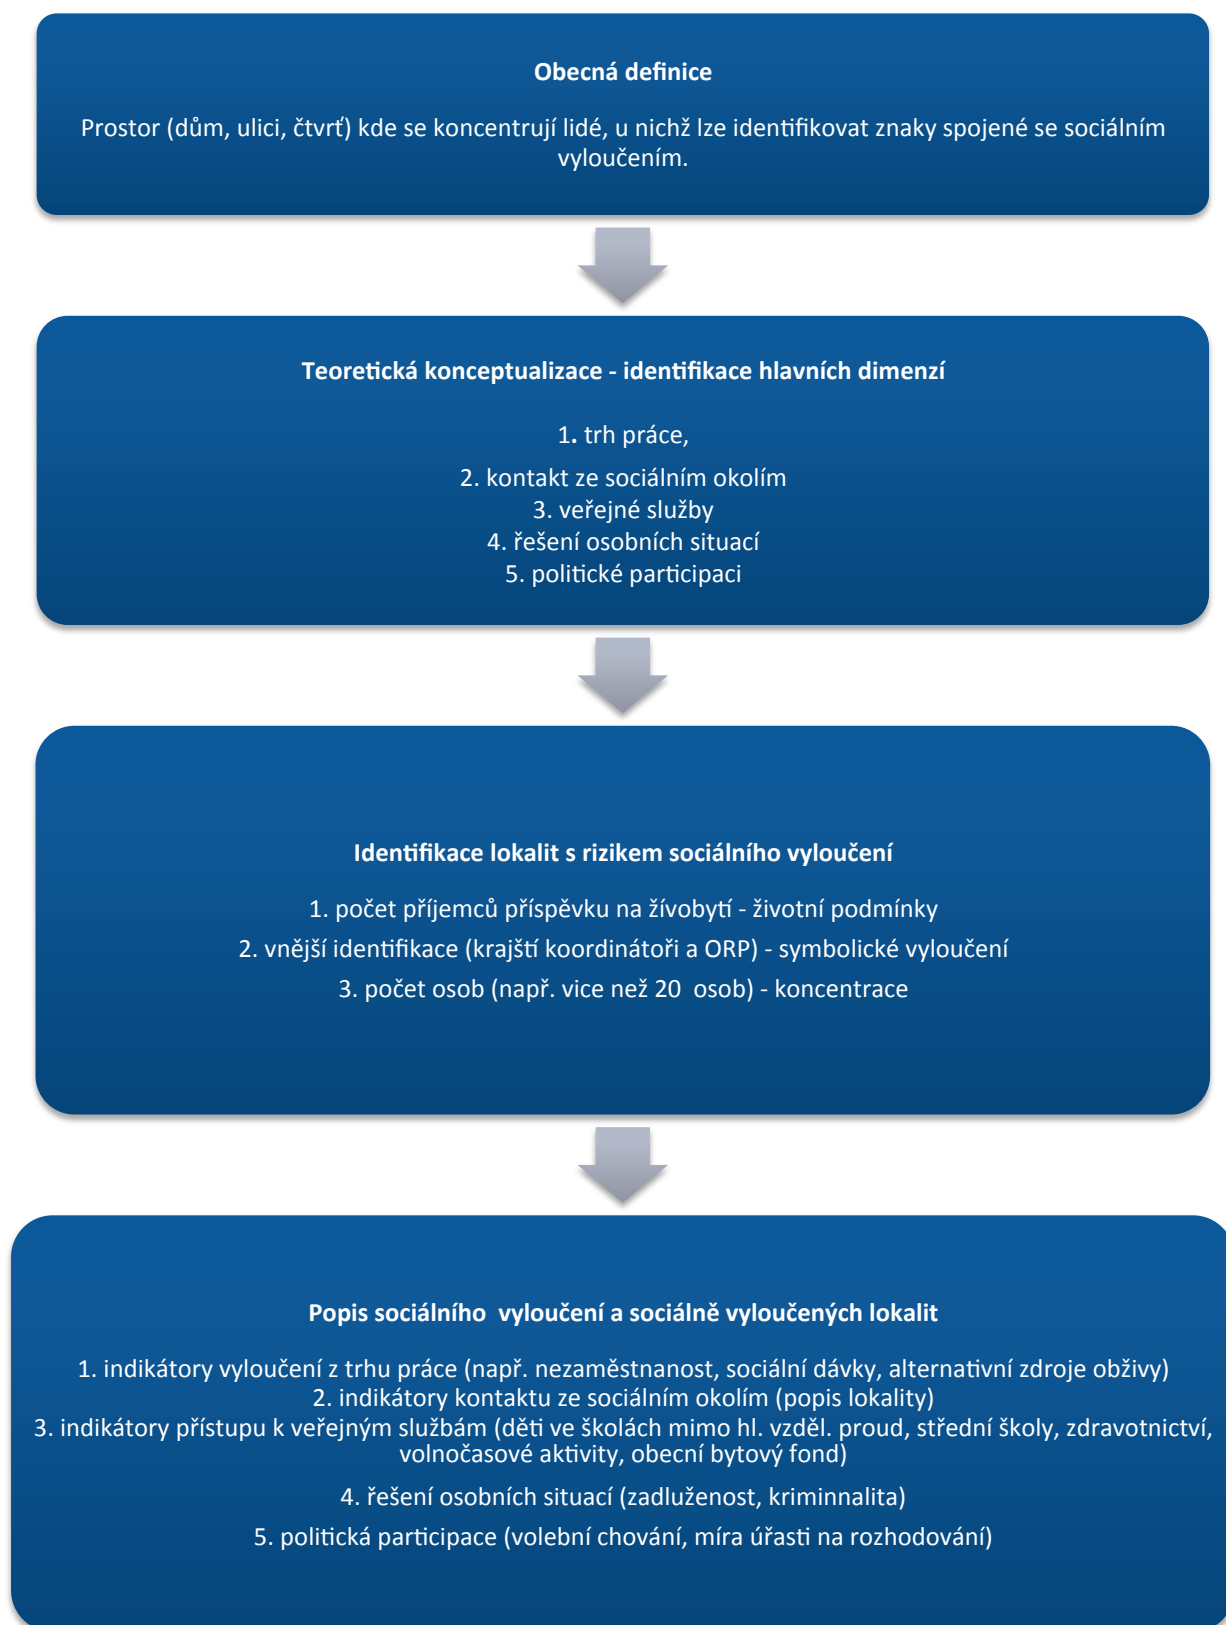 Obecná definice
Prostor (dům, ulici, čtvrť) kde se koncentrují lidé, u nichž lze identifikovat znaky spojené se sociálním
vyloučením.
Teoretická konceptualizace - identifikace hlavních dimenzí
1. trh práce,
2. kontakt ze sociálním okolím
3. veřejné služby
4. řešení osobních situací
5. politické participaci
Identifikace lokalit s rizikem sociálního vyloučení
1. počet příjemců příspěvku na žívobytí - životní podmínky
2. vnější identifikace (krajští koordinátoři a ORP) - symbolické vyloučení
3. počet osob (např. vice než 20 osob) - koncentrace
Popis sociálního vyloučení a sociálně vyloučených lokalit
1. indikátory vyloučení z trhu práce (např. nezaměstnanost, sociální dávky, alternativní zdroje obživy)
2. indikátory kontaktu ze sociálním okolím (popis lokality)
3. indikátory přístupu k veřejným službám (děti ve školách mimo hl. vzděl. proud, střední školy, zdravotnictví,
volnočasové aktivity, obecní bytový fond)
4. řešení osobních situací (zadluženost, kriminnalita)
5. politická participace (volební chování, míra úřasti na rozhodování)